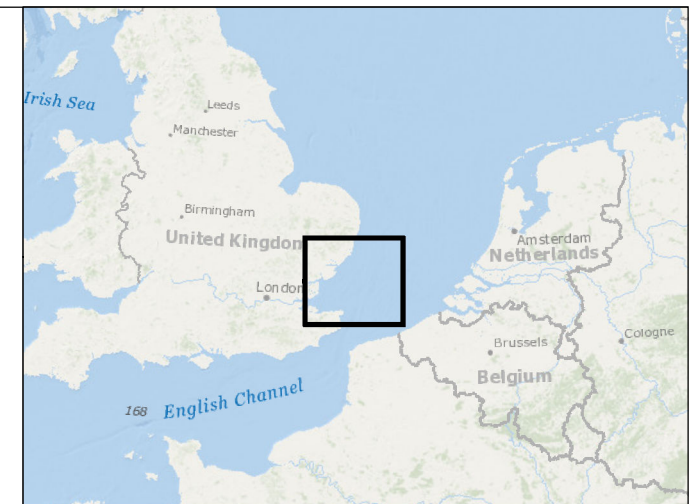 Irish Sea
Leeds
Manchester
Birmingham
United Kingdom
London
Amsterdam
Netherlands
Brussels
Cologne
Belgium
168
English Channel